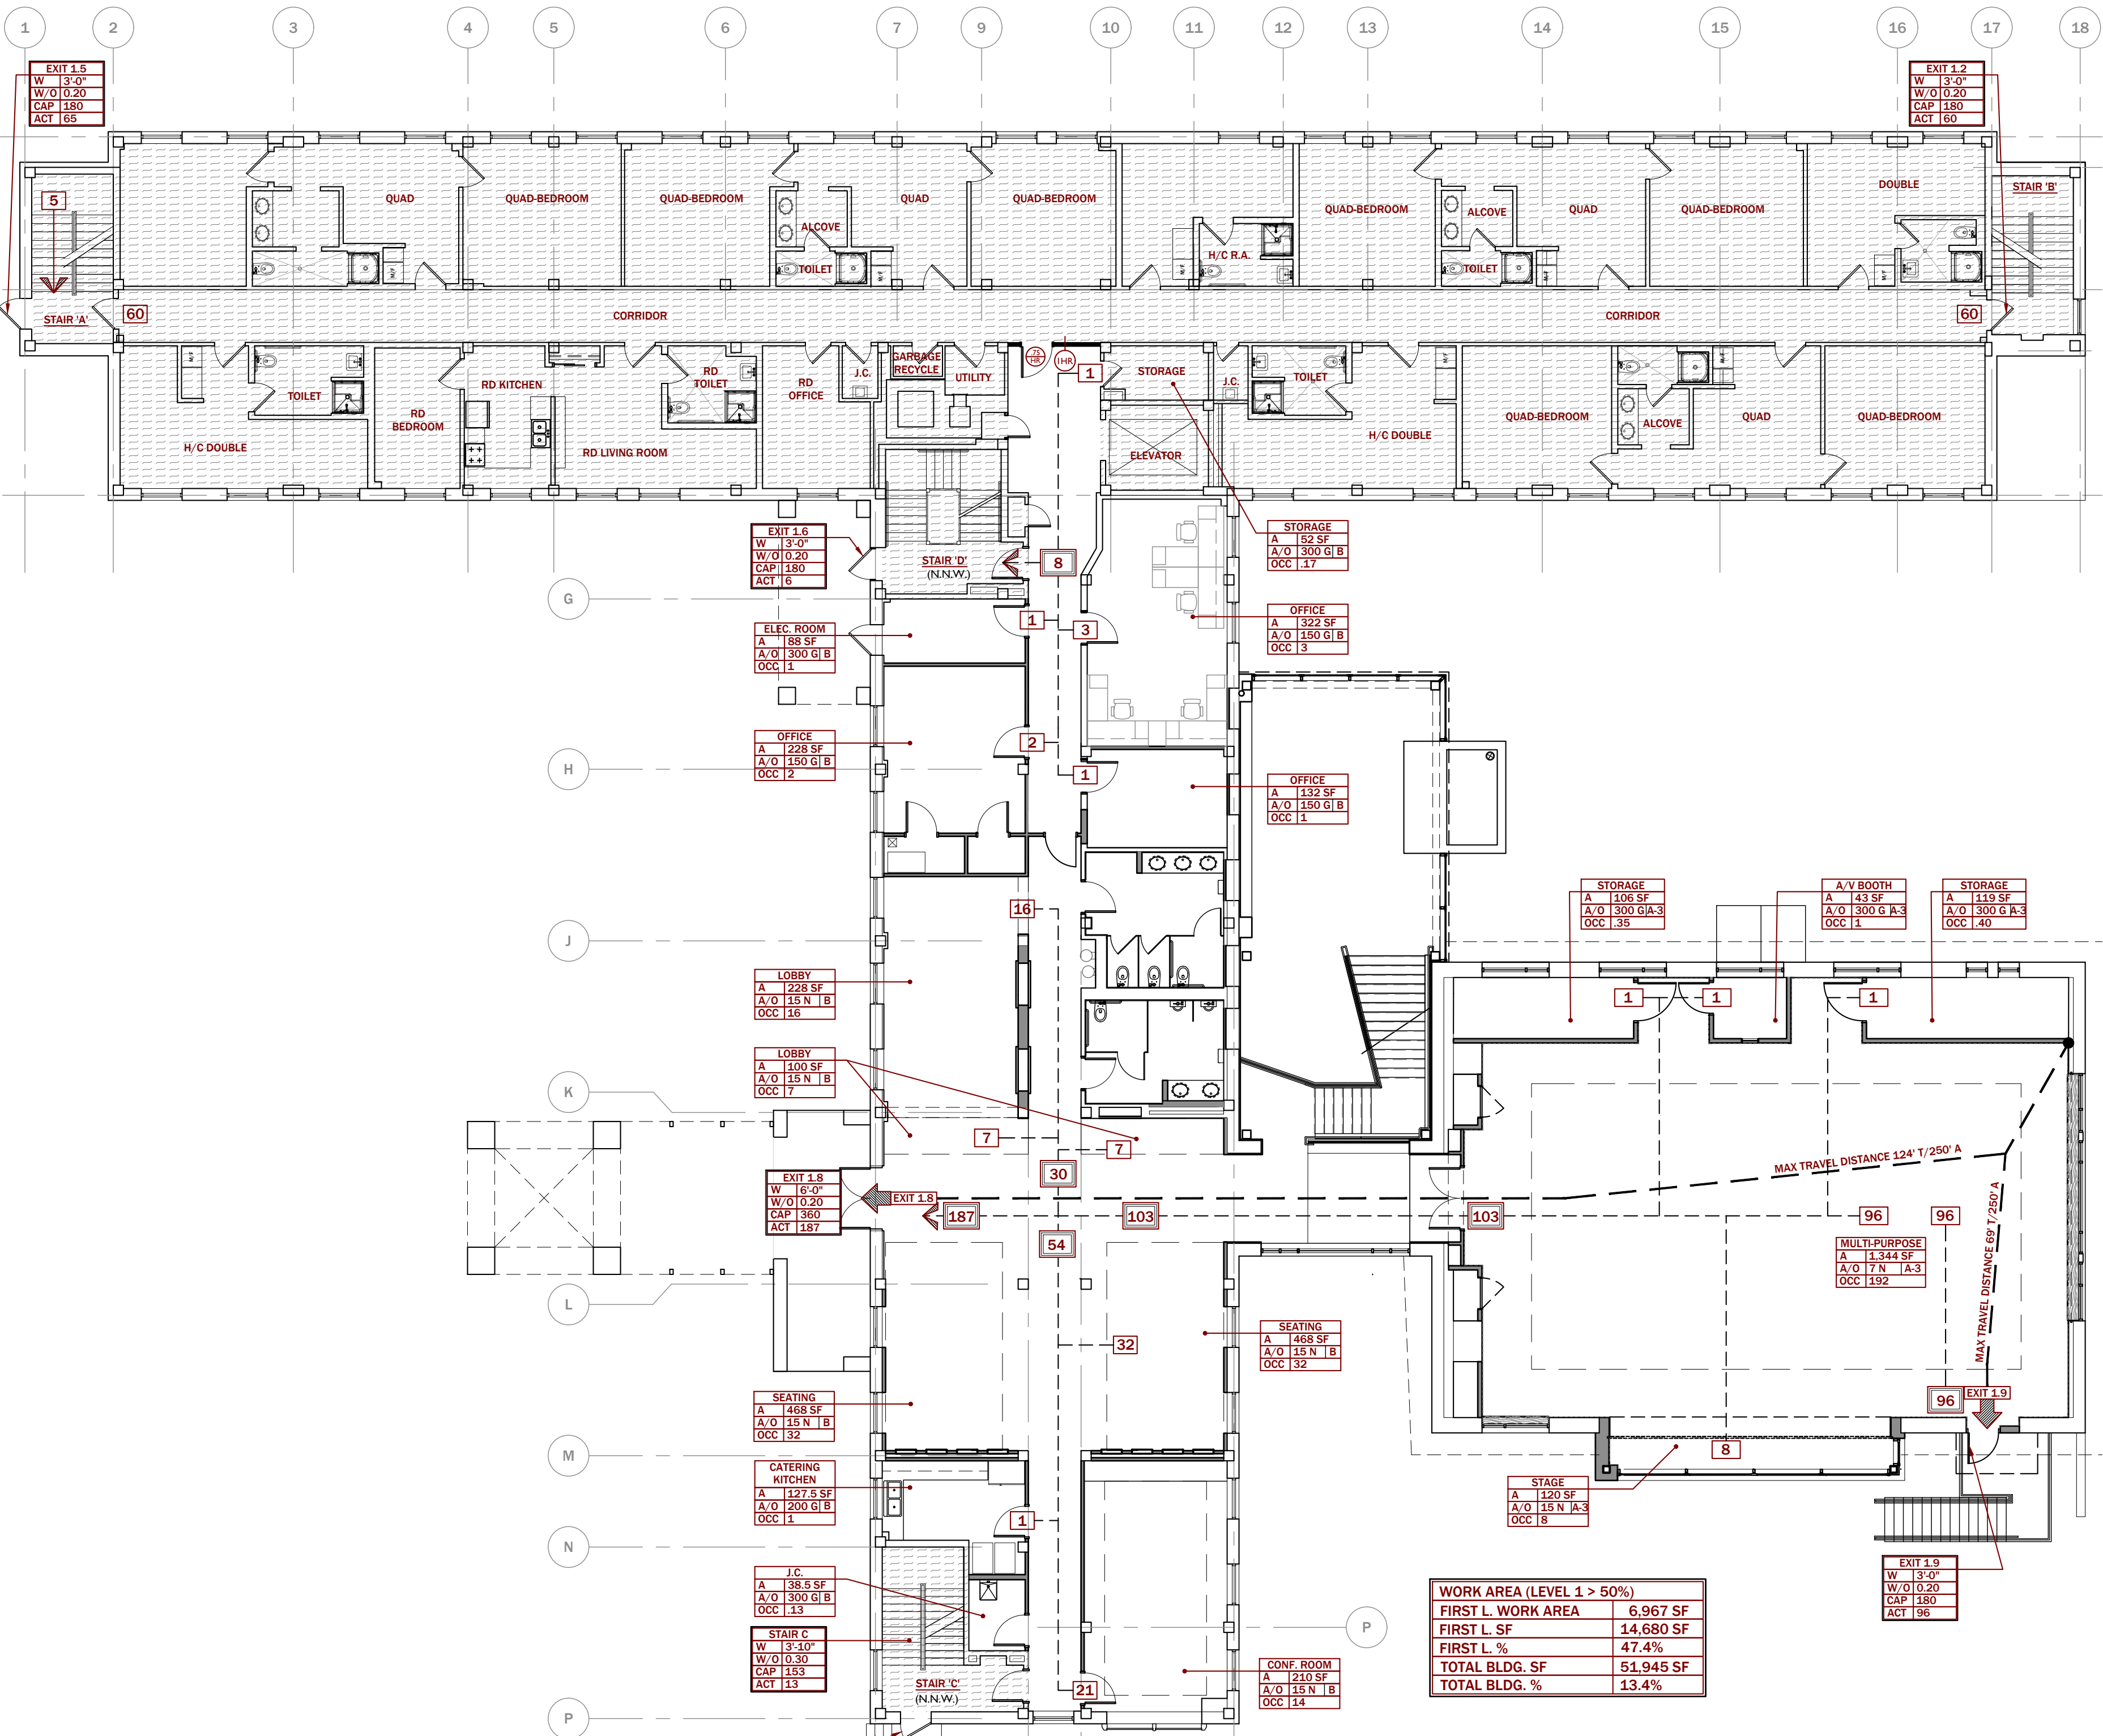 1 2 3 4 5 6 7 9 10 11 12 13 14 15 16 17 18
EXIT 1.5
W 3'-0"
W/O 0.20
CAP 180
ACT 65
EXIT 1.2
W 3'-0"
W/O 0.20
CAP 180
ACT 60
5
STAIR 'A'
60
QUAD
M/F
QUAD-BEDROOM
QUAD-BEDROOM
ALCOVE
TOILET
QUAD
M/F
QUAD-BEDROOM
M/F
H/C R.A.
QUAD-BEDROOM
ALCOVE
TOILET
QUAD
M/F
QUAD-BEDROOM
DOUBLE
M/F
STAIR 'B'
CORRIDOR
CORRIDOR
60
M/F
TOILET
H/C DOUBLE
RD
BEDROOM
RD KITCHEN
RD LIVING ROOM
RD
TOILET
RD
OFFICE
J.C.
GARBAGE
RECYCLE
UTILITY
.75
HR
1HR
1
STORAGE
J.C.
ELEVATOR
TOILET
M/F
H/C DOUBLE
QUAD-BEDROOM
M/F
ALCOVE
QUAD
QUAD-BEDROOM
EXIT 1.6
W 3'-0"
W/O 0.20
CAP 180
ACT 6
STAIR 'D'
(N.N.W.)
8
STORAGE
A 52 SF
A/O 300 G B
OCC .17
G
ELEC. ROOM
A 88 SF
A/O 300 G B
OCC 1
1
3
OFFICE
A 322 SF
A/O 150 G B
OCC 3
OFFICE
A 228 SF
A/O 150 G B
OCC 2
H
2
1
OFFICE
A 132 SF
A/O 150 G B
OCC 1
16
J
LOBBY
A 228 SF
A/O 15 N B
OCC 16
STORAGE
A 106 SF
A/O 300 G A-3
OCC .35
A/V BOOTH
A 43 SF
A/O 300 G A-3
OCC 1
STORAGE
A 119 SF
A/O 300 G A-3
OCC .40
1
1
1
LOBBY
A 100 SF
A/O 15 N B
OCC 7
K
7
7
30
EXIT 1.8
W 6'-0"
W/O 0.20
CAP 360
ACT 187
EXIT 1.8
187
103
103
54
MAX TRAVEL DISTANCE 124' T/250' A
MAX TRAVEL DISTANCE 69' T/250' A
96
96
MULTI-PURPOSE
A 1,344 SF
A/O 7 N A-3
OCC 192
L
32
SEATING
A 468 SF
A/O 15 N B
OCC 32
SEATING
A 468 SF
A/O 15 N B
OCC 32
96
EXIT 1.9
M
CATERING
KITCHEN
A 127.5 SF
A/O 200 G B
OCC 1
1
8
STAGE
A 120 SF
A/O 15 N A-3
OCC 8
N
J.C.
A 38.5 SF
A/O 300 G B
OCC .13
EXIT 1.9
W 3'-0"
W/O 0.20
CAP 180
ACT 96
STAIR C
W 3'-10"
W/O 0.30
CAP 153
ACT 13
STAIR 'C'
(N.N.W.)
21
P
CONF. ROOM
A 210 SF
A/O 15 N B
OCC 14
WORK AREA (LEVEL 1 > 50%)
FIRST L. WORK AREA 6,967 SF
FIRST L. SF 14,680 SF
FIRST L. % 47.4%
TOTAL BLDG. SF 51,945 SF
TOTAL BLDG. % 13.4%
P